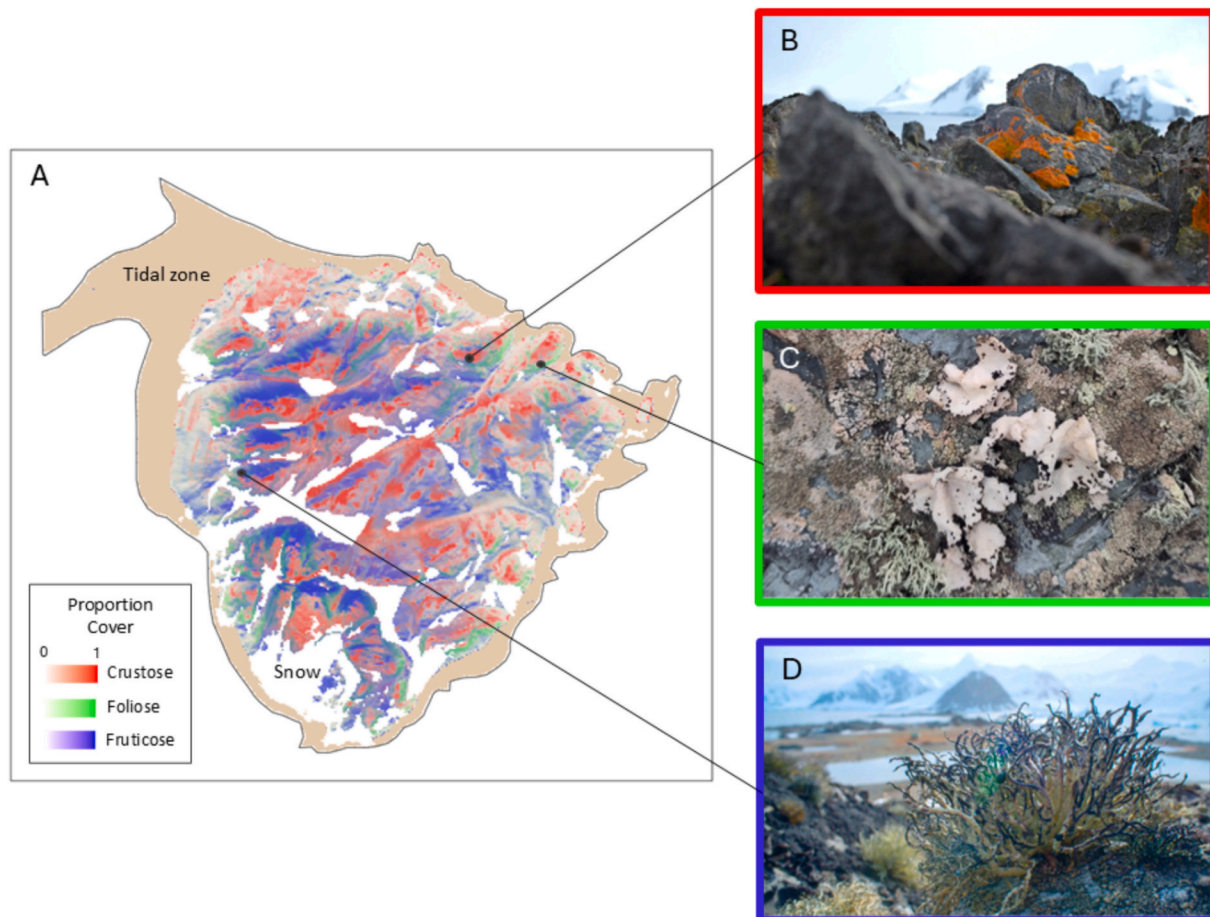 A
Tidal zone
Snow
Proportion
Cover
0 1
Crustose
Foliose
Fruticose
B
C
D